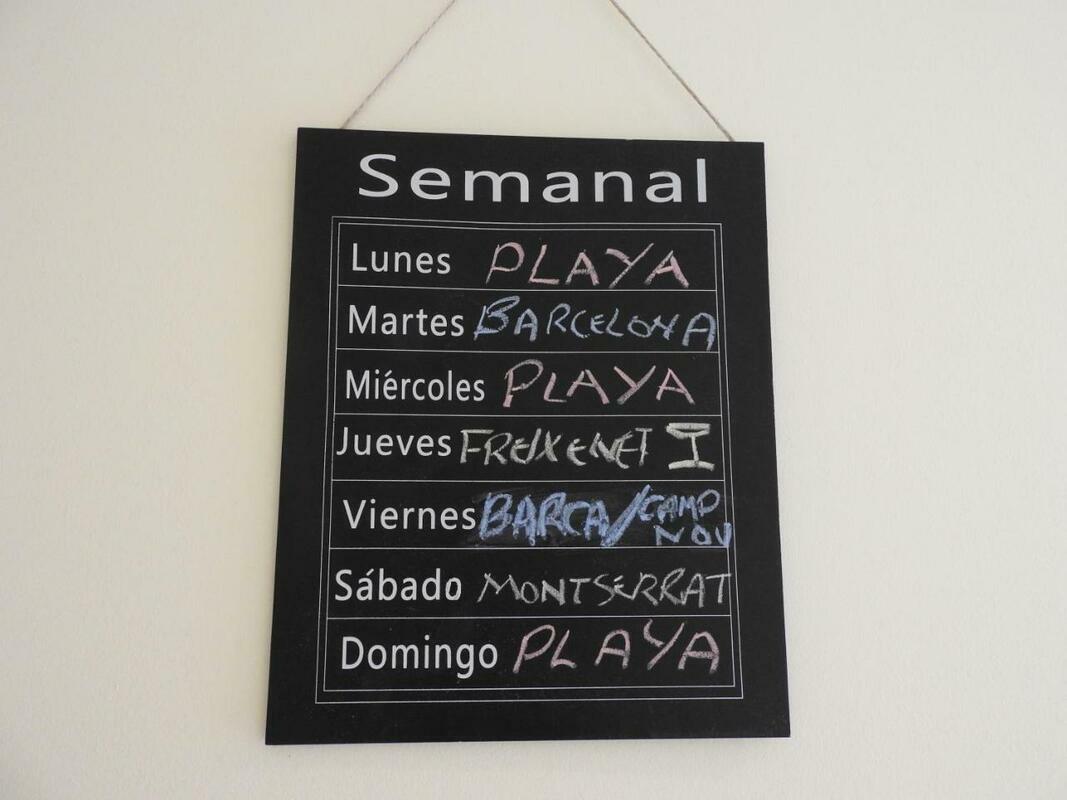 Semanal
Lunes PLAYA
Martes BARCELONA
Miércoles PLAYA
Jueves FREIXENET
Viernes BARCA/CAMP NOU
Sábado MONTSERRAT
Domingo PLAYA